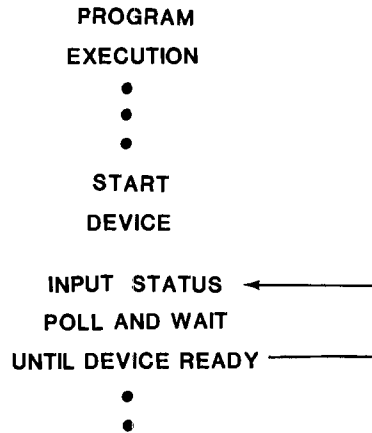 PROGRAM
EXECUTION
START
DEVICE
INPUT STATUS
POLL AND WAIT
UNTIL DEVICE READY